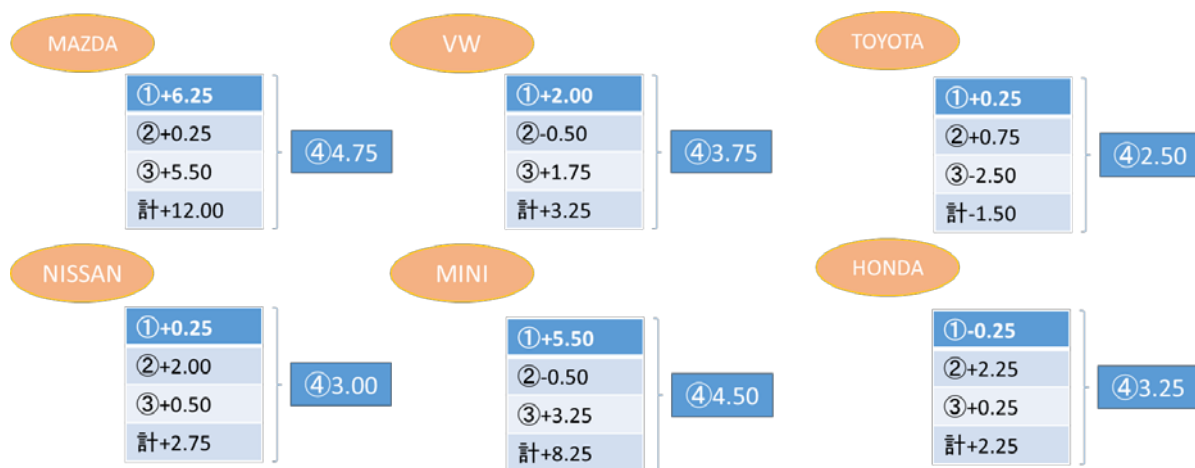 MAZDA
①+6.25
②+0.25
③+5.50
計+12.00
④4.75
VW
①+2.00
②-0.50
③+1.75
計+3.25
④3.75
TOYOTA
①+0.25
②+0.75
③-2.50
計-1.50
④2.50
NISSAN
①+0.25
②+2.00
③+0.50
計+2.75
④3.00
MINI
①+5.50
②-0.50
③+3.25
計+8.25
④4.50
HONDA
①-0.25
②+2.25
③+0.25
計+2.25
④3.25